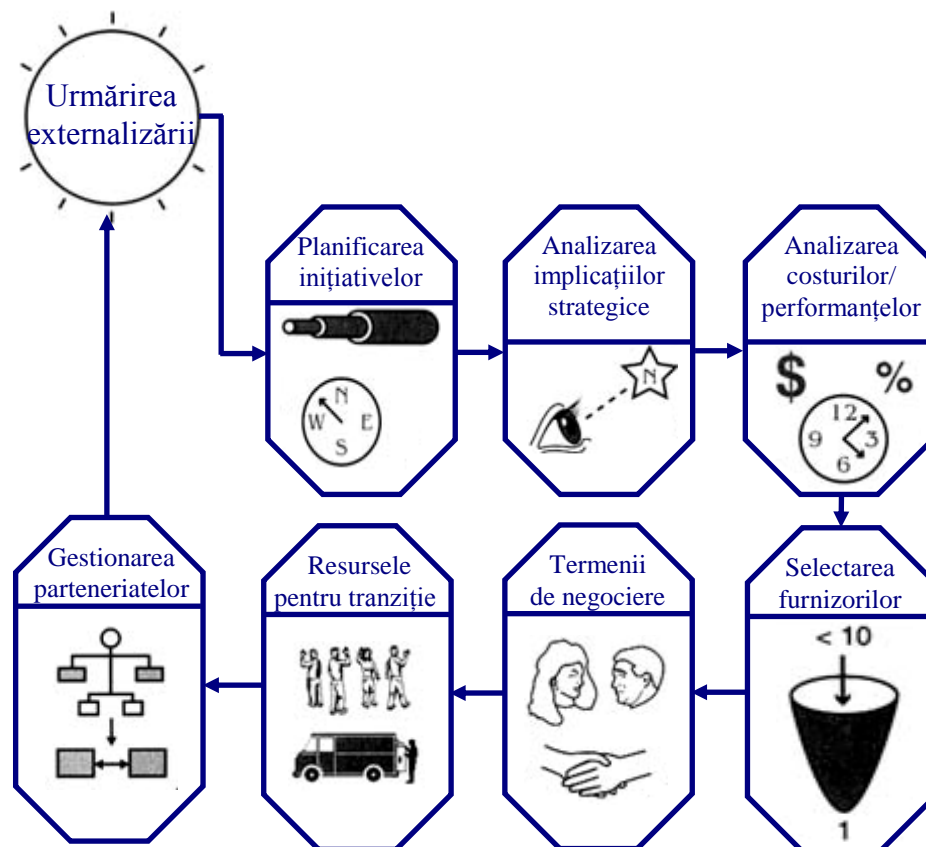 Urmărirea
externalizării
Planificarea
inițiativelor
N
W E
S
Analizarea
implicațiilor
strategice
N
Analizarea
costurilor/
performanțelor
$ %
12
9 3
6
Selectarea
furnizorilor
< 10
1
Termenii
de negociere
Resursele
pentru tranziție
Gestionarea
parteneriatelor